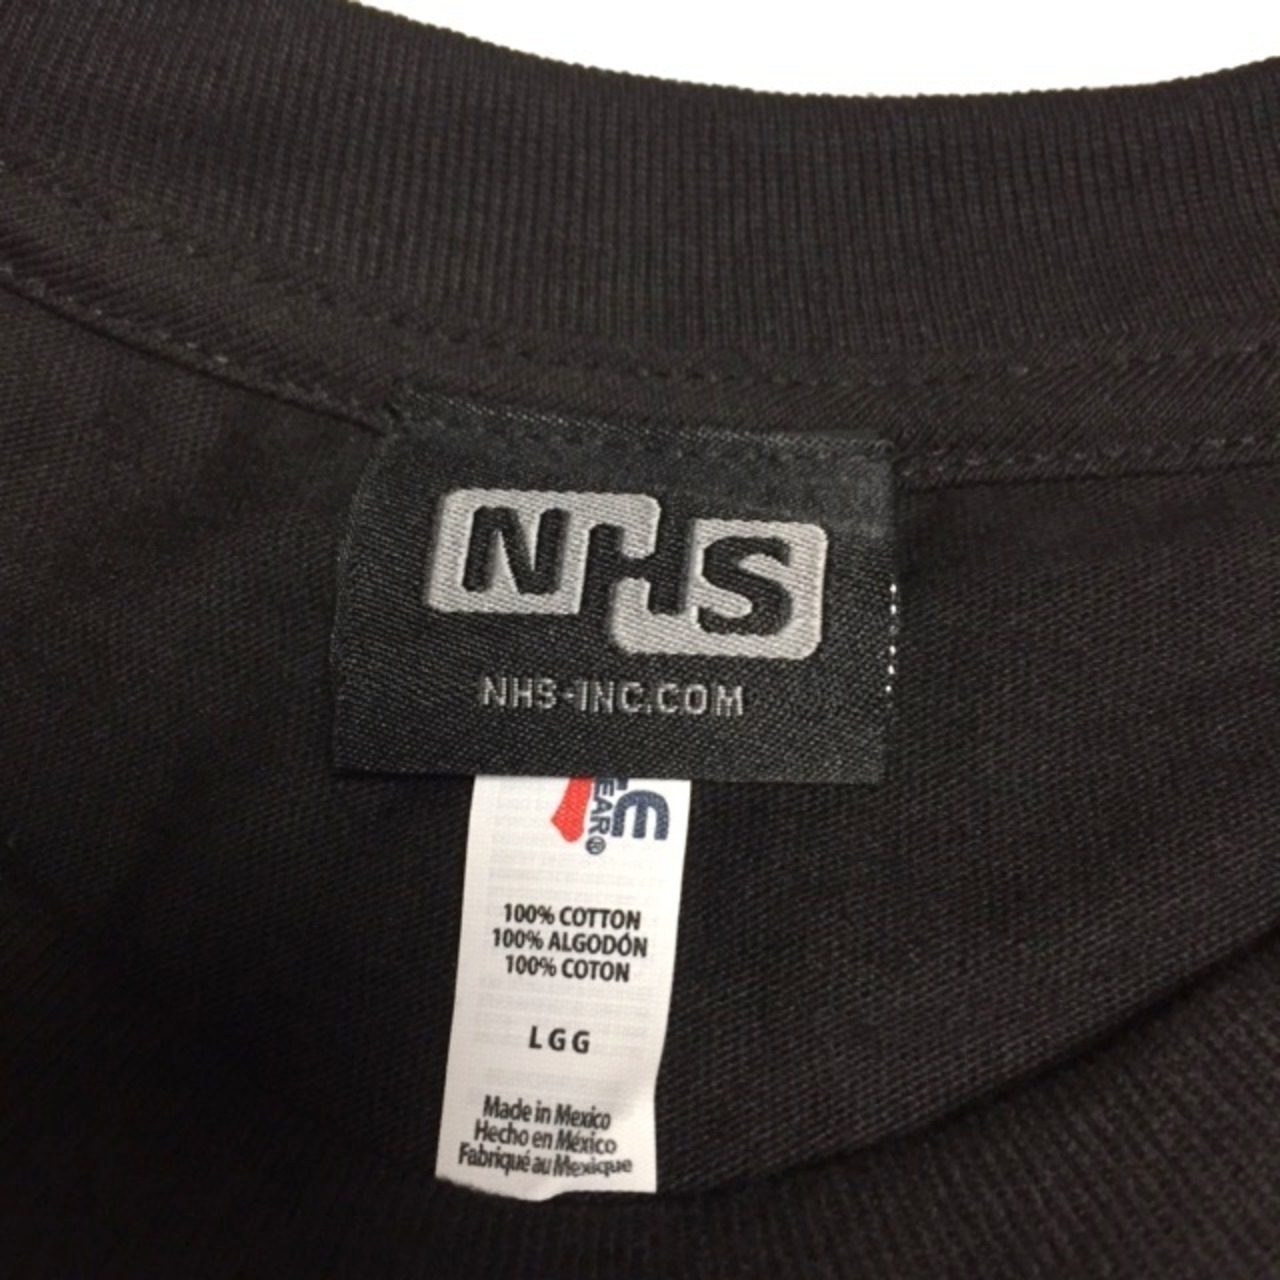 NHS
NHS-INC.COM
EAR®
100% COTTON
100% ALGODÓN
100% COTON
L G G
Made in Mexico
Hecho en México
Fabriqué au Mexique